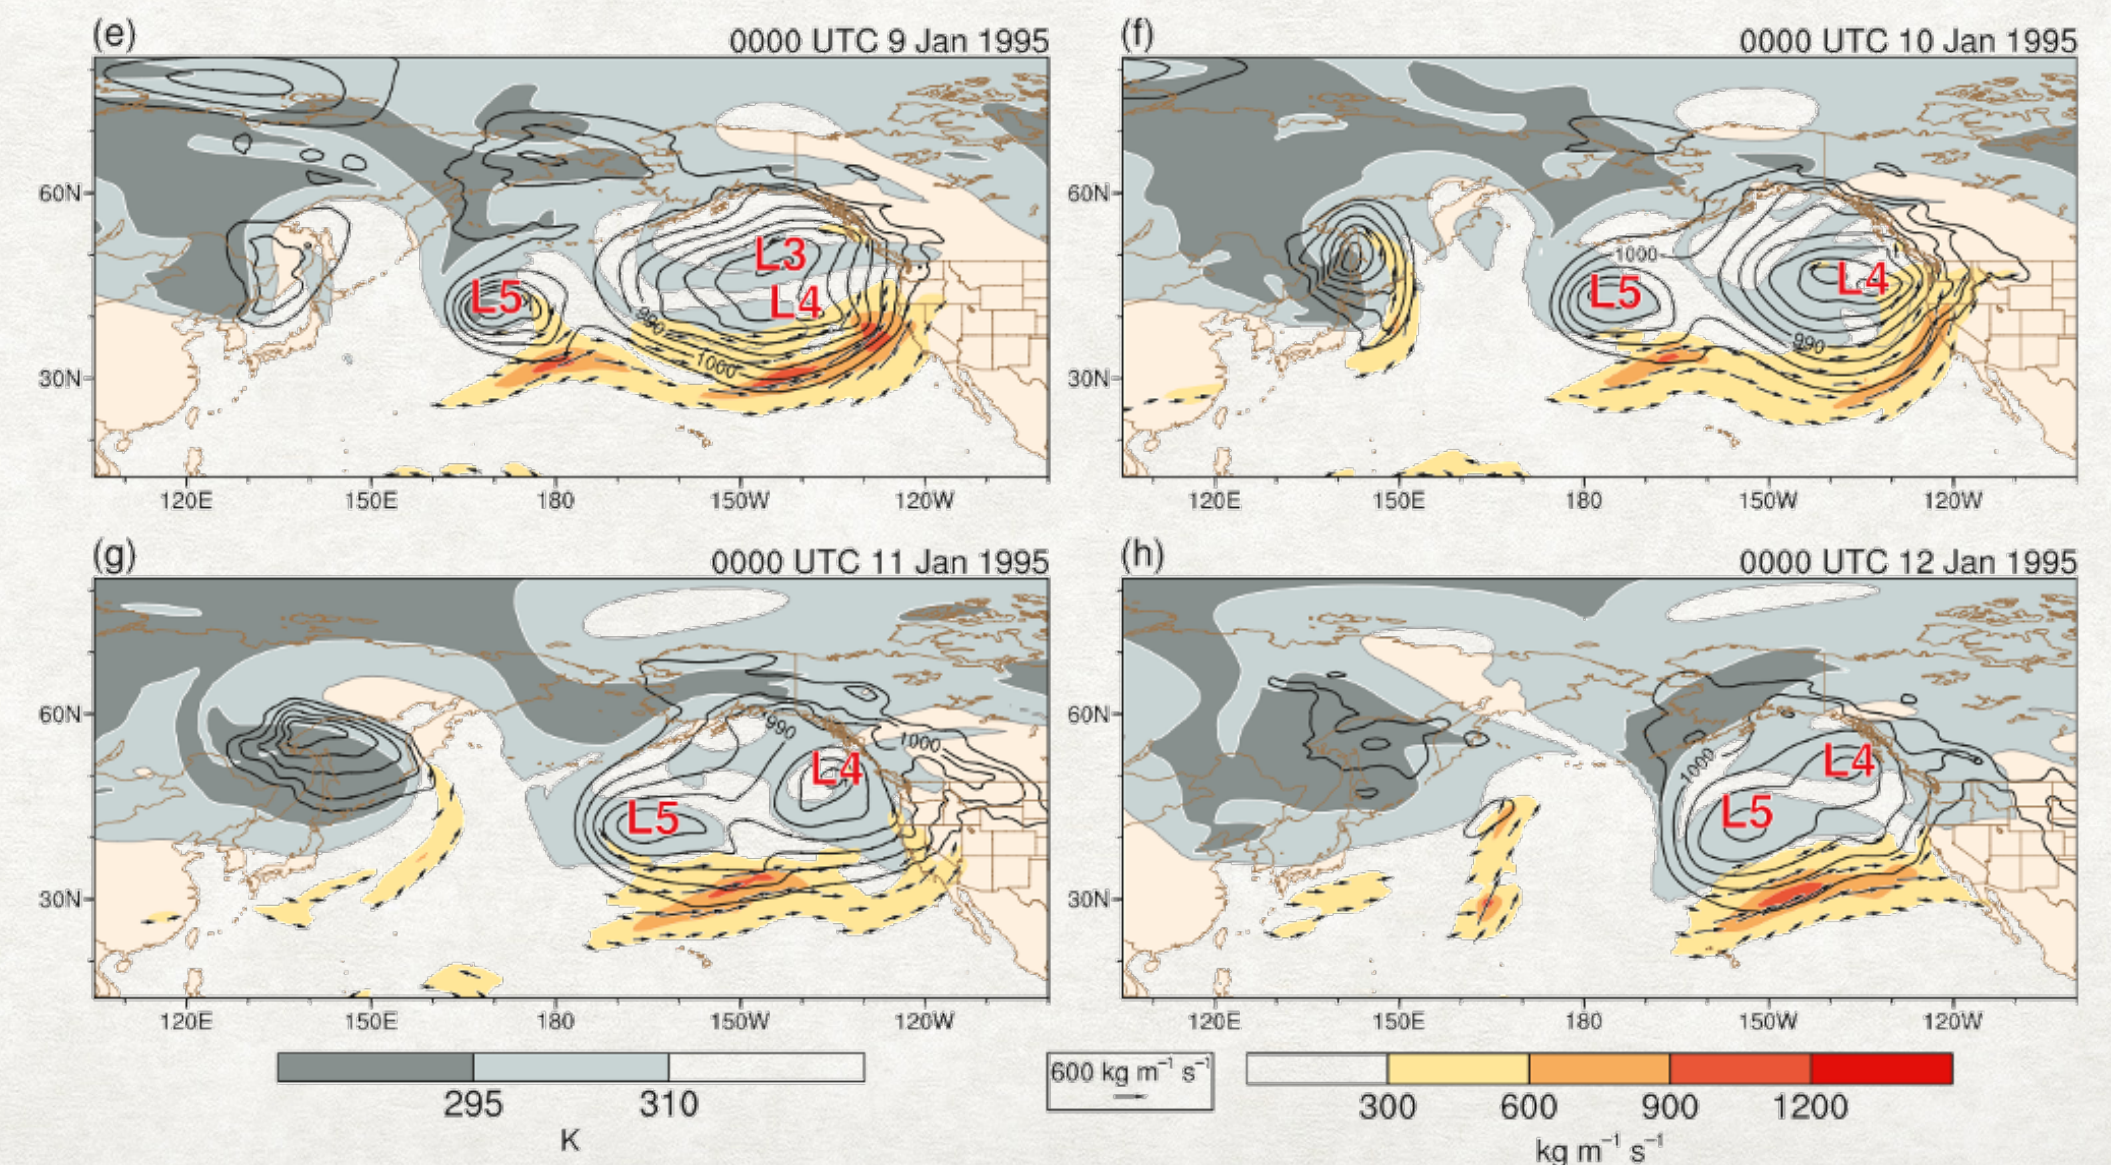 (e)
0000 UTC 9 Jan 1995
60N
30N
L3
L4
L5
990
1000
120E 150E 180 150W 120W
(f)
0000 UTC 10 Jan 1995
60N
30N
1000
L4
L5
990
120E 150E 180 150W 120W
(g)
0000 UTC 11 Jan 1995
60N
30N
990
1000
L4
L5
120E 150E 180 150W 120W
(h)
0000 UTC 12 Jan 1995
60N
30N
L4
1000
L5
120E 150E 180 150W 120W
295 310
K
600 kg m⁻¹ s⁻¹
300 600 900 1200
kg m⁻¹ s⁻¹